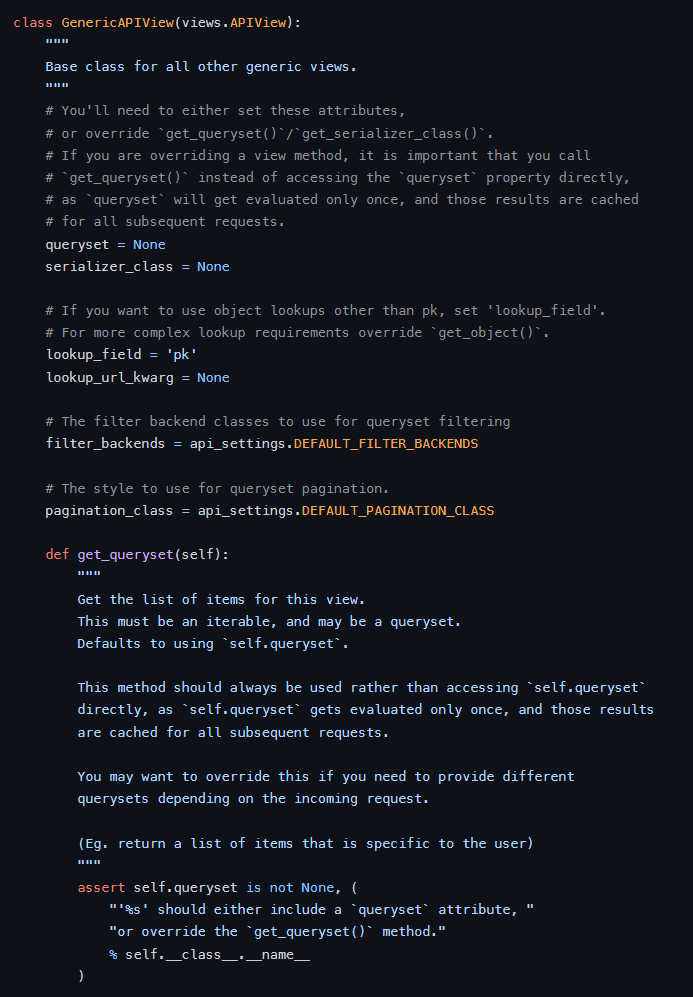 class GenericAPIView(views.APIView):
    """
    Base class for all other generic views.
    """
    # You'll need to either set these attributes,
    # or override `get_queryset()`/`get_serializer_class()`.
    # If you are overriding a view method, it is important that you call
    # `get_queryset()` instead of accessing the `queryset` property directly,
    # as `queryset` will get evaluated only once, and those results are cached
    # for all subsequent requests.
    queryset = None
    serializer_class = None

    # If you want to use object lookups other than pk, set 'lookup_field'.
    # For more complex lookup requirements override `get_object()`.
    lookup_field = 'pk'
    lookup_url_kwarg = None

    # The filter backend classes to use for queryset filtering
    filter_backends = api_settings.DEFAULT_FILTER_BACKENDS

    # The style to use for queryset pagination.
    pagination_class = api_settings.DEFAULT_PAGINATION_CLASS

    def get_queryset(self):
        """
        Get the list of items for this view.
        This must be an iterable, and may be a queryset.
        Defaults to using `self.queryset`.

        This method should always be used rather than accessing `self.queryset`
        directly, as `self.queryset` gets evaluated only once, and those results
        are cached for all subsequent requests.

        You may want to override this if you need to provide different
        querysets depending on the incoming request.

        (Eg. return a list of items that is specific to the user)
        """
        assert self.queryset is not None, (
            "'%s' should either include a `queryset` attribute, "
            "or override the `get_queryset()` method."
            % self.__class__.__name__
        )